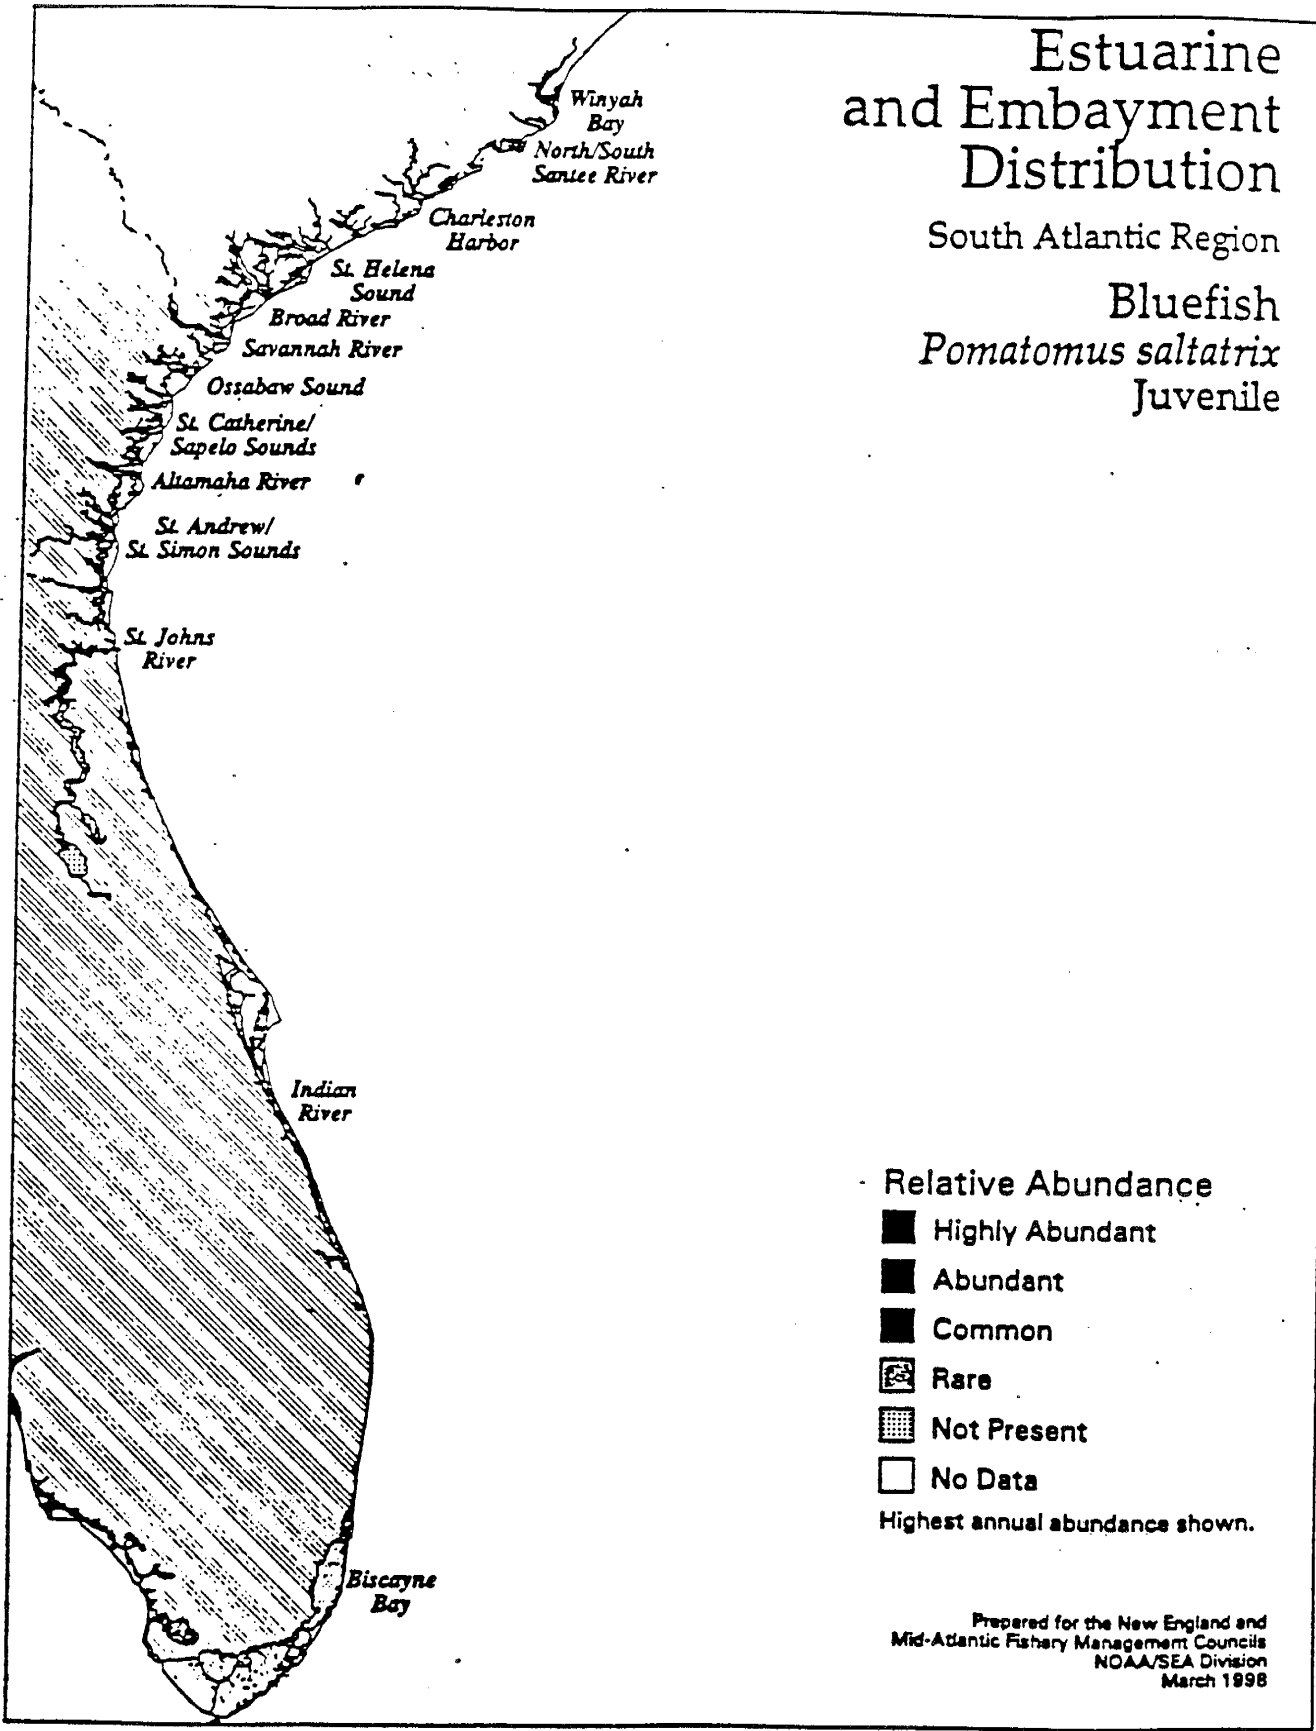 Estuarine
and Embayment
Distribution
South Atlantic Region
Bluefish
Pomatomus saltatrix
Juvenile
Winyah
Bay
North/South
Santee River
Charleston
Harbor
St. Helena
Sound
Broad River
Savannah River
Ossabaw Sound
St. Catherine/
Sapelo Sounds
Altamaha River
St. Andrew/
St. Simon Sounds
St. Johns
River
Indian
River
Biscayne
Bay
Relative Abundance
Highly Abundant
Abundant
Common
Rare
Not Present
No Data
Highest annual abundance shown.
Prepared for the New England and
Mid-Atlantic Fishery Management Councils
NOAA/SEA Division
March 1998